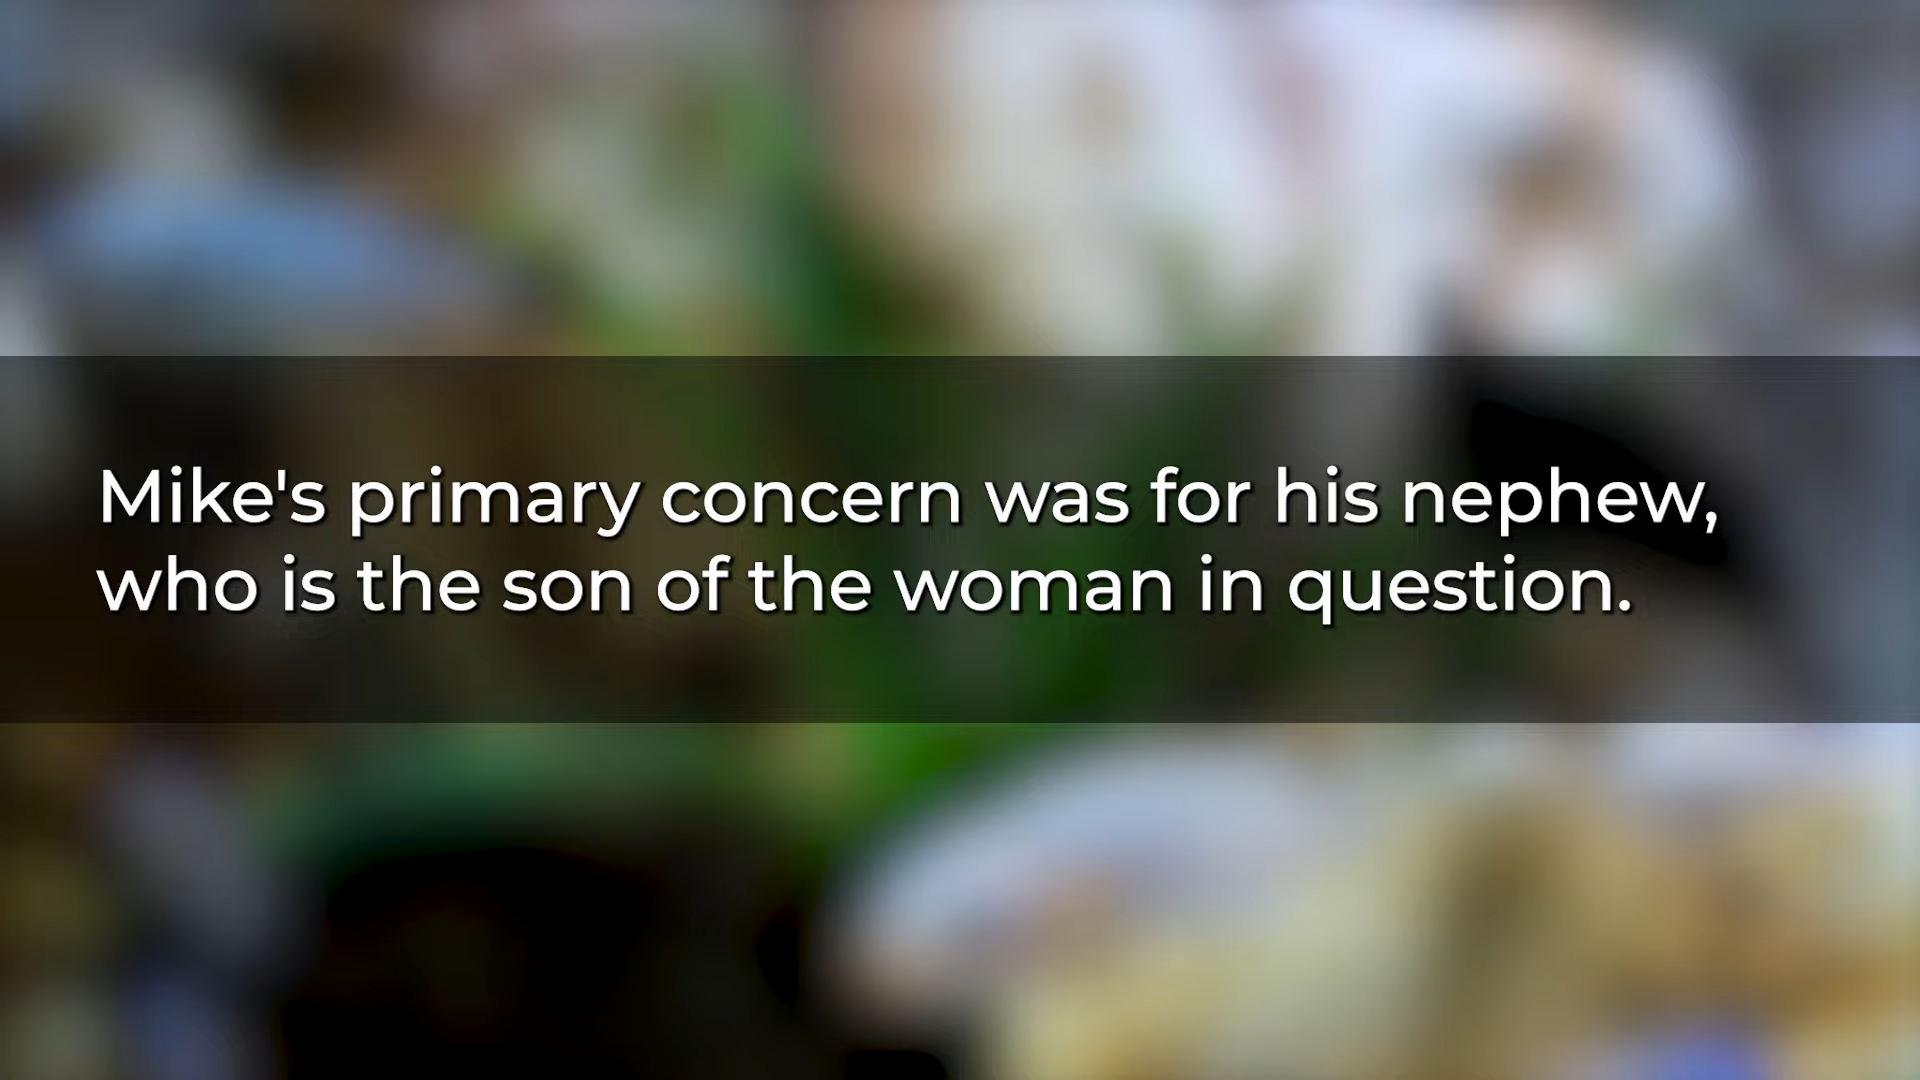 Mike's primary concern was for his nephew,
who is the son of the woman in question.